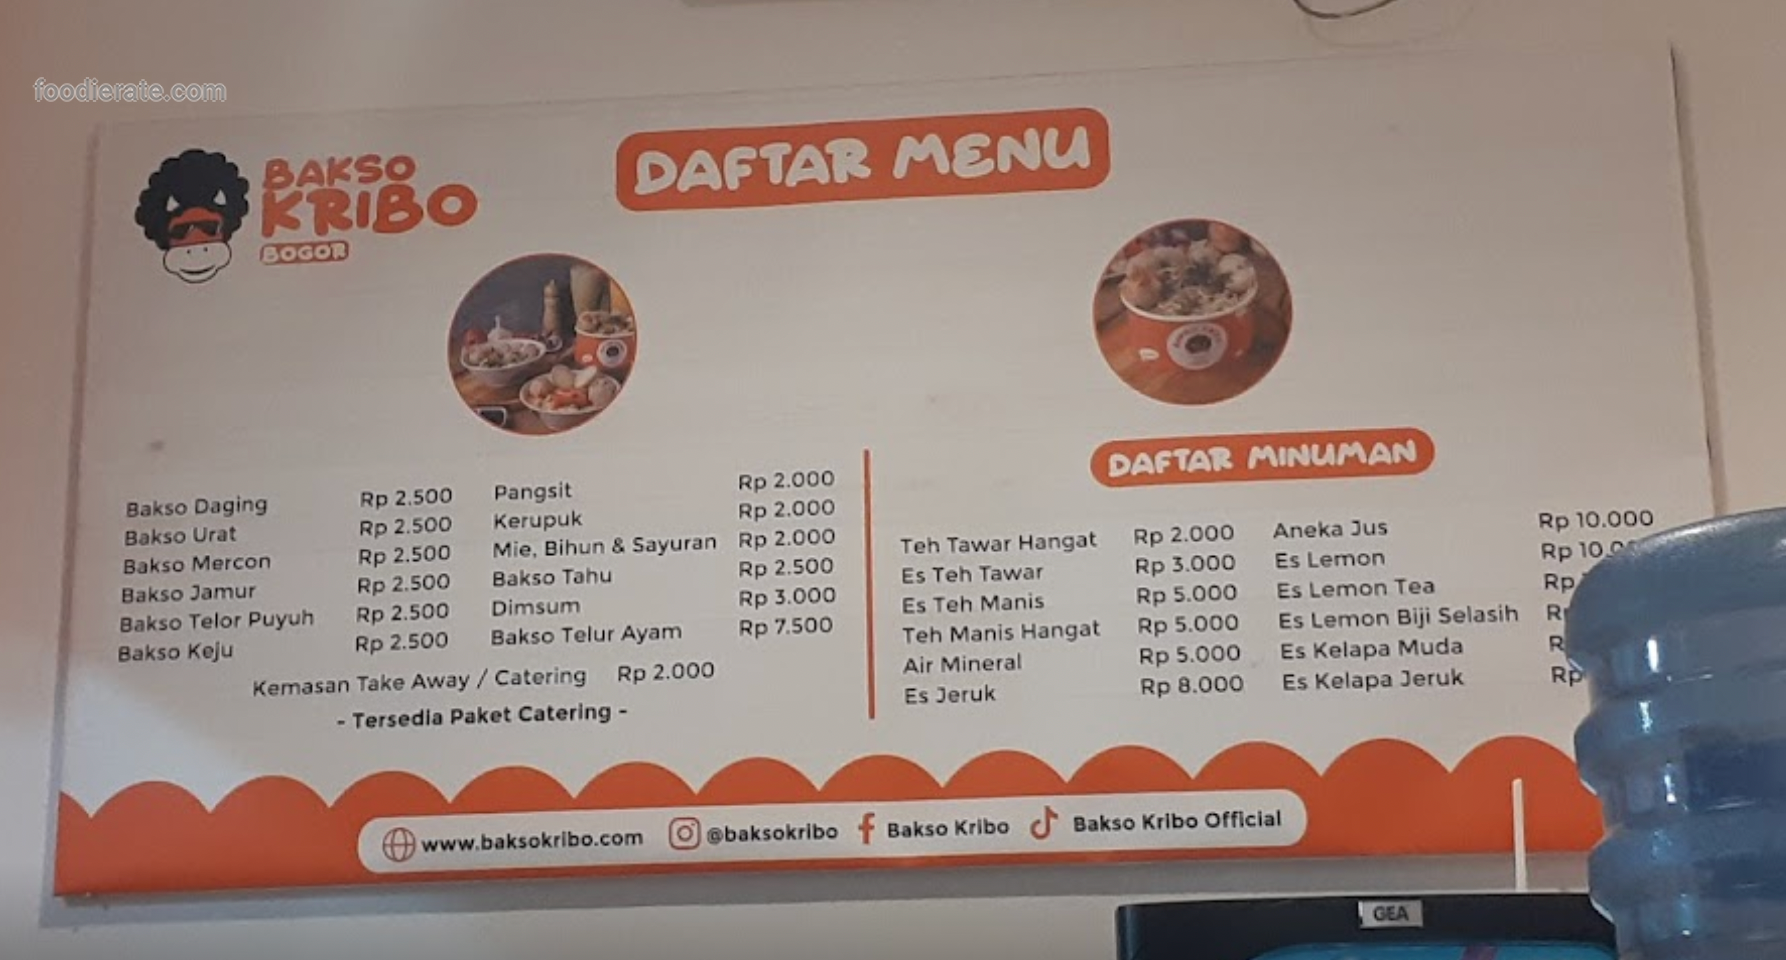 foodierate.com
BAKSO
KRIBO
BOGOR
DAFTAR MENU
Bakso Daging Rp 2.500
Bakso Urat Rp 2.500
Bakso Mercon Rp 2.500
Bakso Jamur Rp 2.500
Bakso Telor Puyuh Rp 2.500
Bakso Keju Rp 2.500
Pangsit Rp 2.000
Kerupuk Rp 2.000
Mie, Bihun & Sayuran Rp 2.000
Bakso Tahu Rp 2.500
Dimsum Rp 3.000
Bakso Telur Ayam Rp 7.500
Kemasan Take Away / Catering Rp 2.000
- Tersedia Paket Catering -
DAFTAR MINUMAN
Teh Tawar Hangat Rp 2.000
Es Teh Tawar Rp 3.000
Es Teh Manis Rp 5.000
Teh Manis Hangat Rp 5.000
Air Mineral Rp 5.000
Es Jeruk Rp 8.000
Aneka Jus Rp 10.000
Es Lemon Rp
Es Lemon Tea Rp
Es Lemon Biji Selasih
Es Kelapa Muda
Es Kelapa Jeruk Rp
www.baksokribo.com @baksokribo Bakso Kribo Bakso Kribo Official
GEA